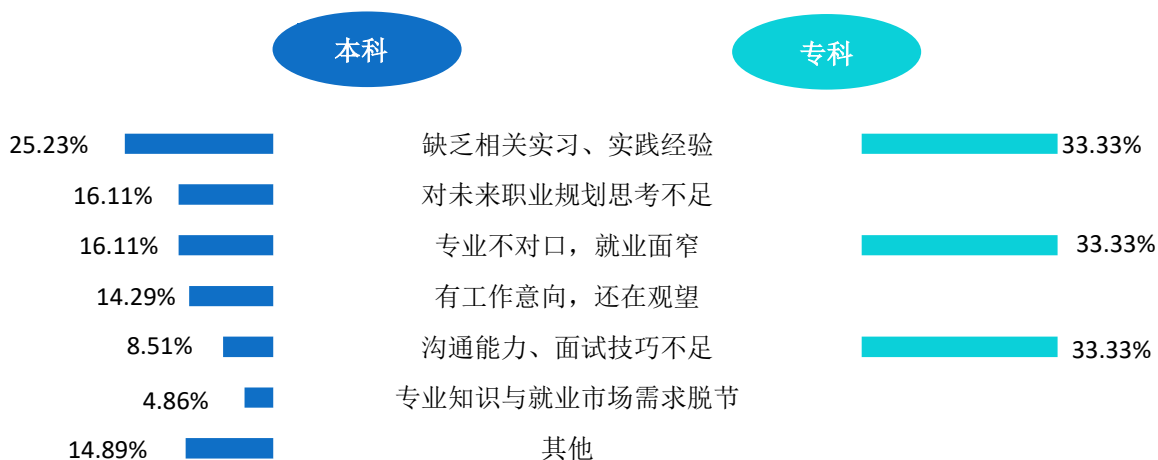 本科 专科
25.23% 缺乏相关实习、实践经验 33.33%
16.11% 对未来职业规划思考不足
16.11% 专业不对口，就业面窄 33.33%
14.29% 有工作意向，还在观望
8.51% 沟通能力、面试技巧不足 33.33%
4.86% 专业知识与就业市场需求脱节
14.89% 其他